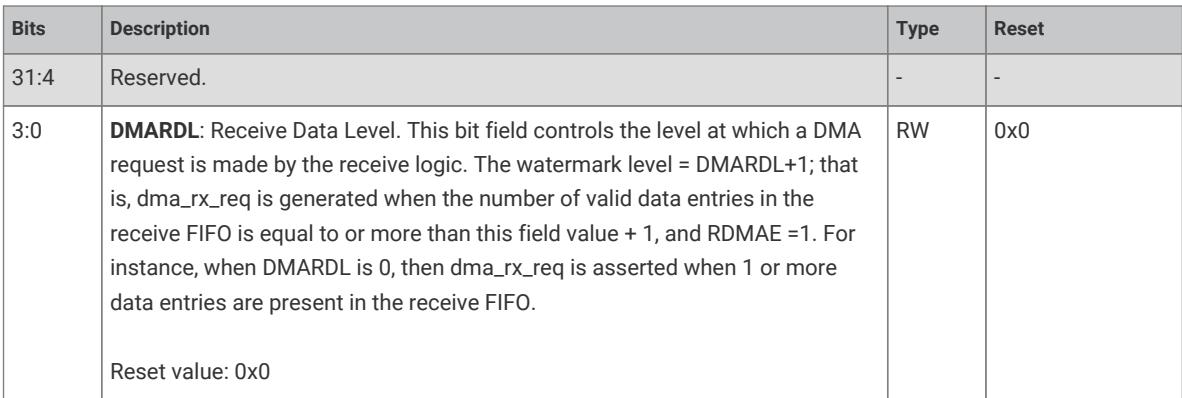 Bits Description Type Reset
31:4 Reserved. - -
3:0 DMARDL: Receive Data Level. This bit field controls the level at which a DMA RW 0x0
request is made by the receive logic. The watermark level = DMARDL+1; that
is, dma_rx_req is generated when the number of valid data entries in the
receive FIFO is equal to or more than this field value + 1, and RDMAE =1. For
instance, when DMARDL is 0, then dma_rx_req is asserted when 1 or more
data entries are present in the receive FIFO.
Reset value: 0x0